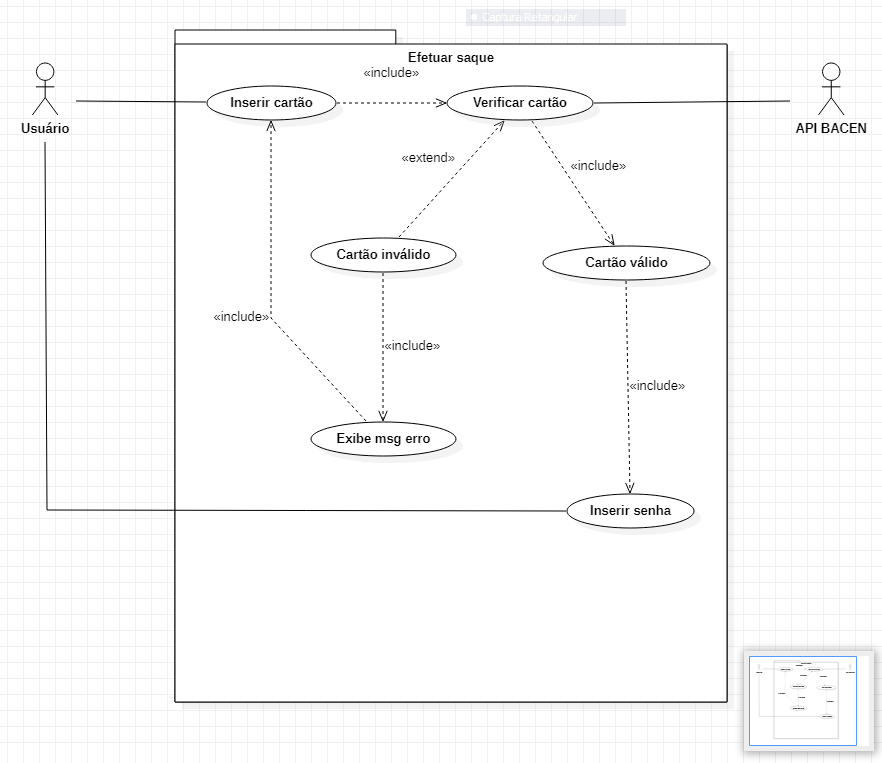 Captura Retangular
Efetuar saque
«include»
Inserir cartão
Verificar cartão
Usuário
API BACEN
«extend»
«include»
Cartão inválido
Cartão válido
«include»
«include»
«include»
Exibe msg erro
Inserir senha